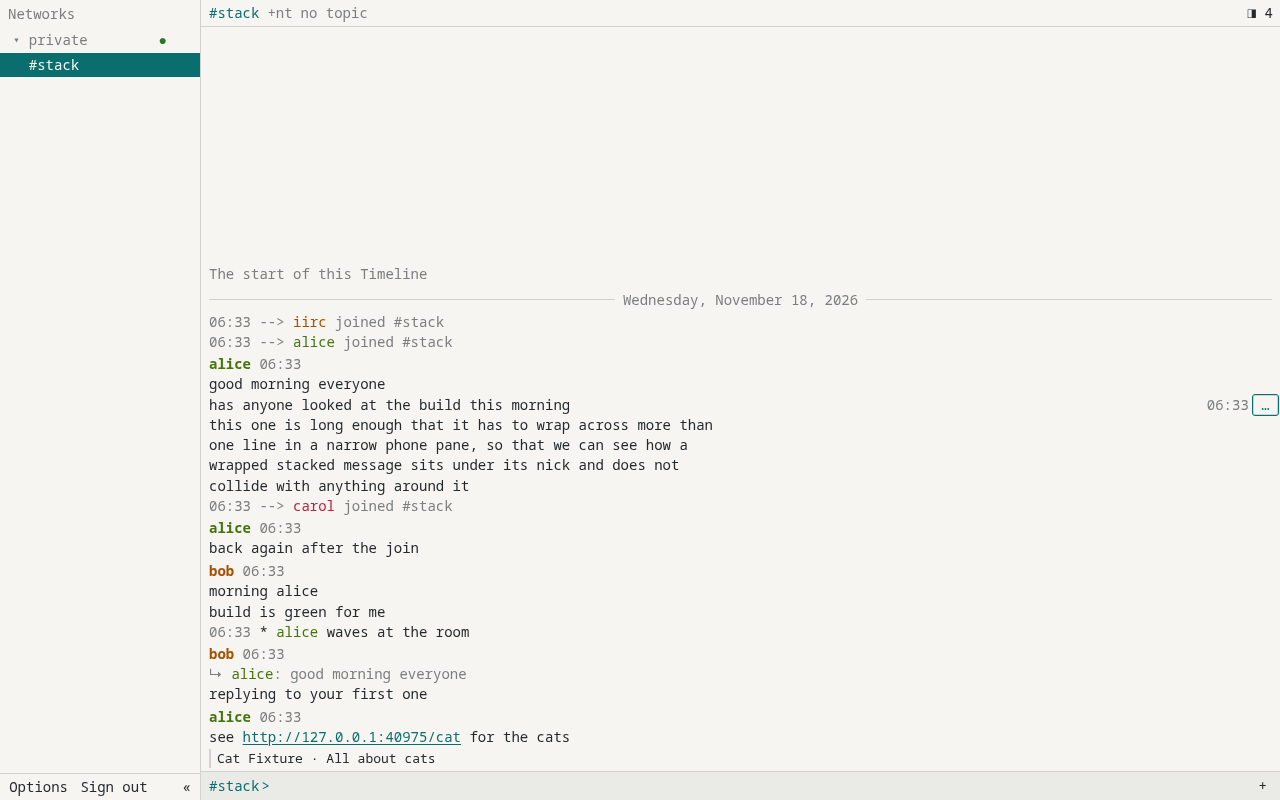 Networks
▾ private ●
#stack
Options Sign out «
#stack +nt no topic ◨ 4
The start of this Timeline
Wednesday, November 18, 2026
06:33 --> iirc joined #stack
06:33 --> alice joined #stack
alice 06:33
good morning everyone
has anyone looked at the build this morning 06:33 …
this one is long enough that it has to wrap across more than
one line in a narrow phone pane, so that we can see how a
wrapped stacked message sits under its nick and does not
collide with anything around it
06:33 --> carol joined #stack
alice 06:33
back again after the join
bob 06:33
morning alice
build is green for me
06:33 * alice waves at the room
bob 06:33
↳ alice: good morning everyone
replying to your first one
alice 06:33
see http://127.0.0.1:40975/cat for the cats
Cat Fixture · All about cats
#stack> +